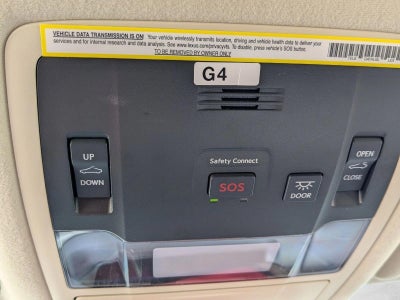 VEHICLE DATA TRANSMISSION IS ON Your vehicle wirelessly transmits location, driving and vehicle health data to deliver your
services and for internal research and data analysis. See www.lexus.com/privacyvts. To disable, press vehicle's SOS button.
TO BE REMOVED BY OWNER ONLY
G4
UP
DOWN
Safety Connect
SOS
DOOR
OPEN
CLOSE